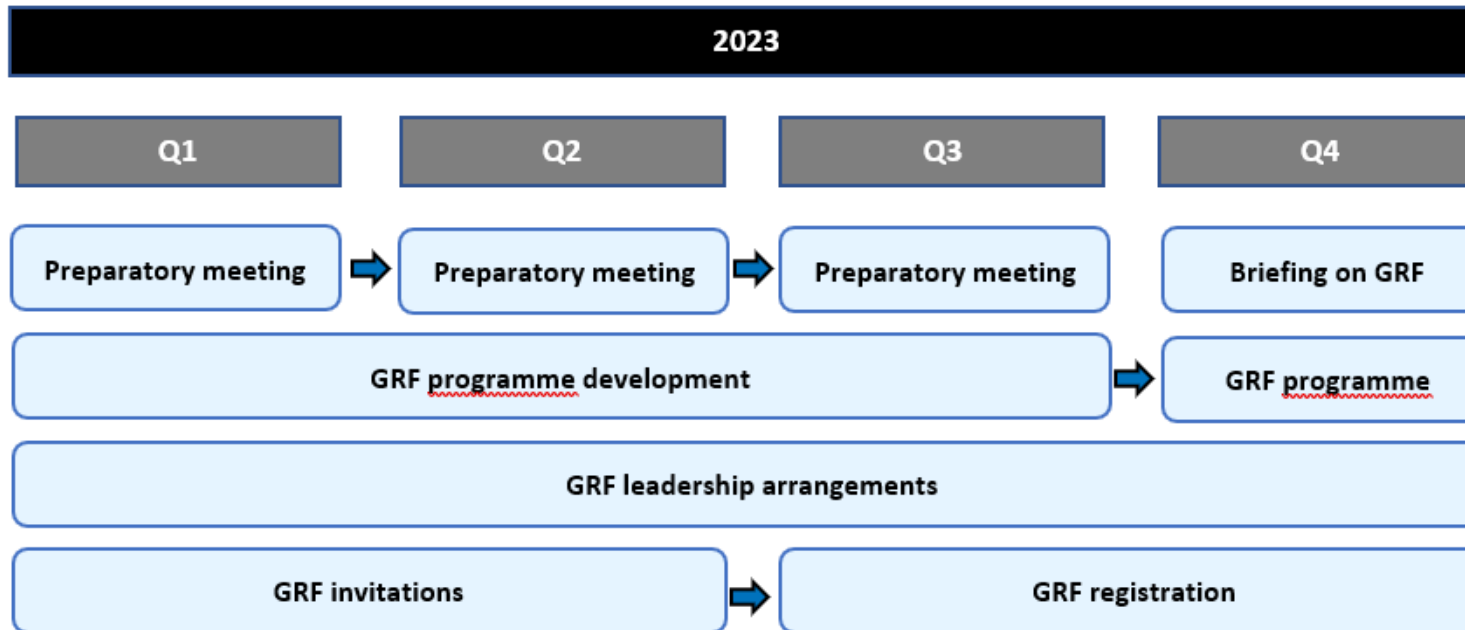 2023
Q1 Q2 Q3 Q4
Preparatory meeting Preparatory meeting Preparatory meeting Briefing on GRF
GRF programme development GRF programme
GRF leadership arrangements
GRF invitations GRF registration